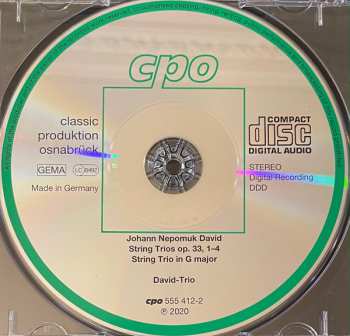 cpo
classic
produktion
osnabrück
GEMA LC 8492
Made in Germany
COMPACT
disc
DIGITAL AUDIO
STEREO
Digital Recording
DDD
Johann Nepomuk David
String Trios op. 33, 1–4
String Trio in G major
David-Trio
cpo 555 412-2
℗ 2020